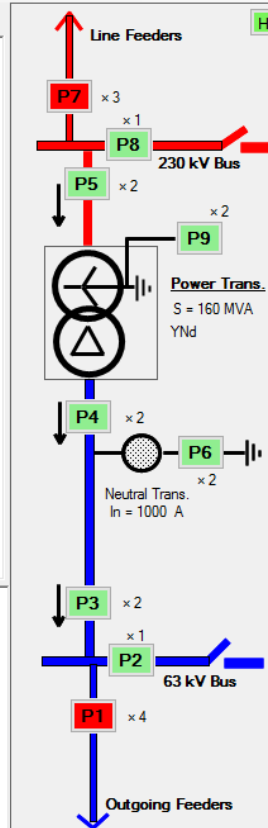 Line Feeders
H
P7 × 3
× 1
P8
230 kV Bus
P5 × 2
× 2
P9
Power Trans.
S = 160 MVA
YNd
P4 × 2
P6
× 2
Neutral Trans.
In = 1000 A
P3 × 2
× 1
P2
63 kV Bus
P1 × 4
Outgoing Feeders